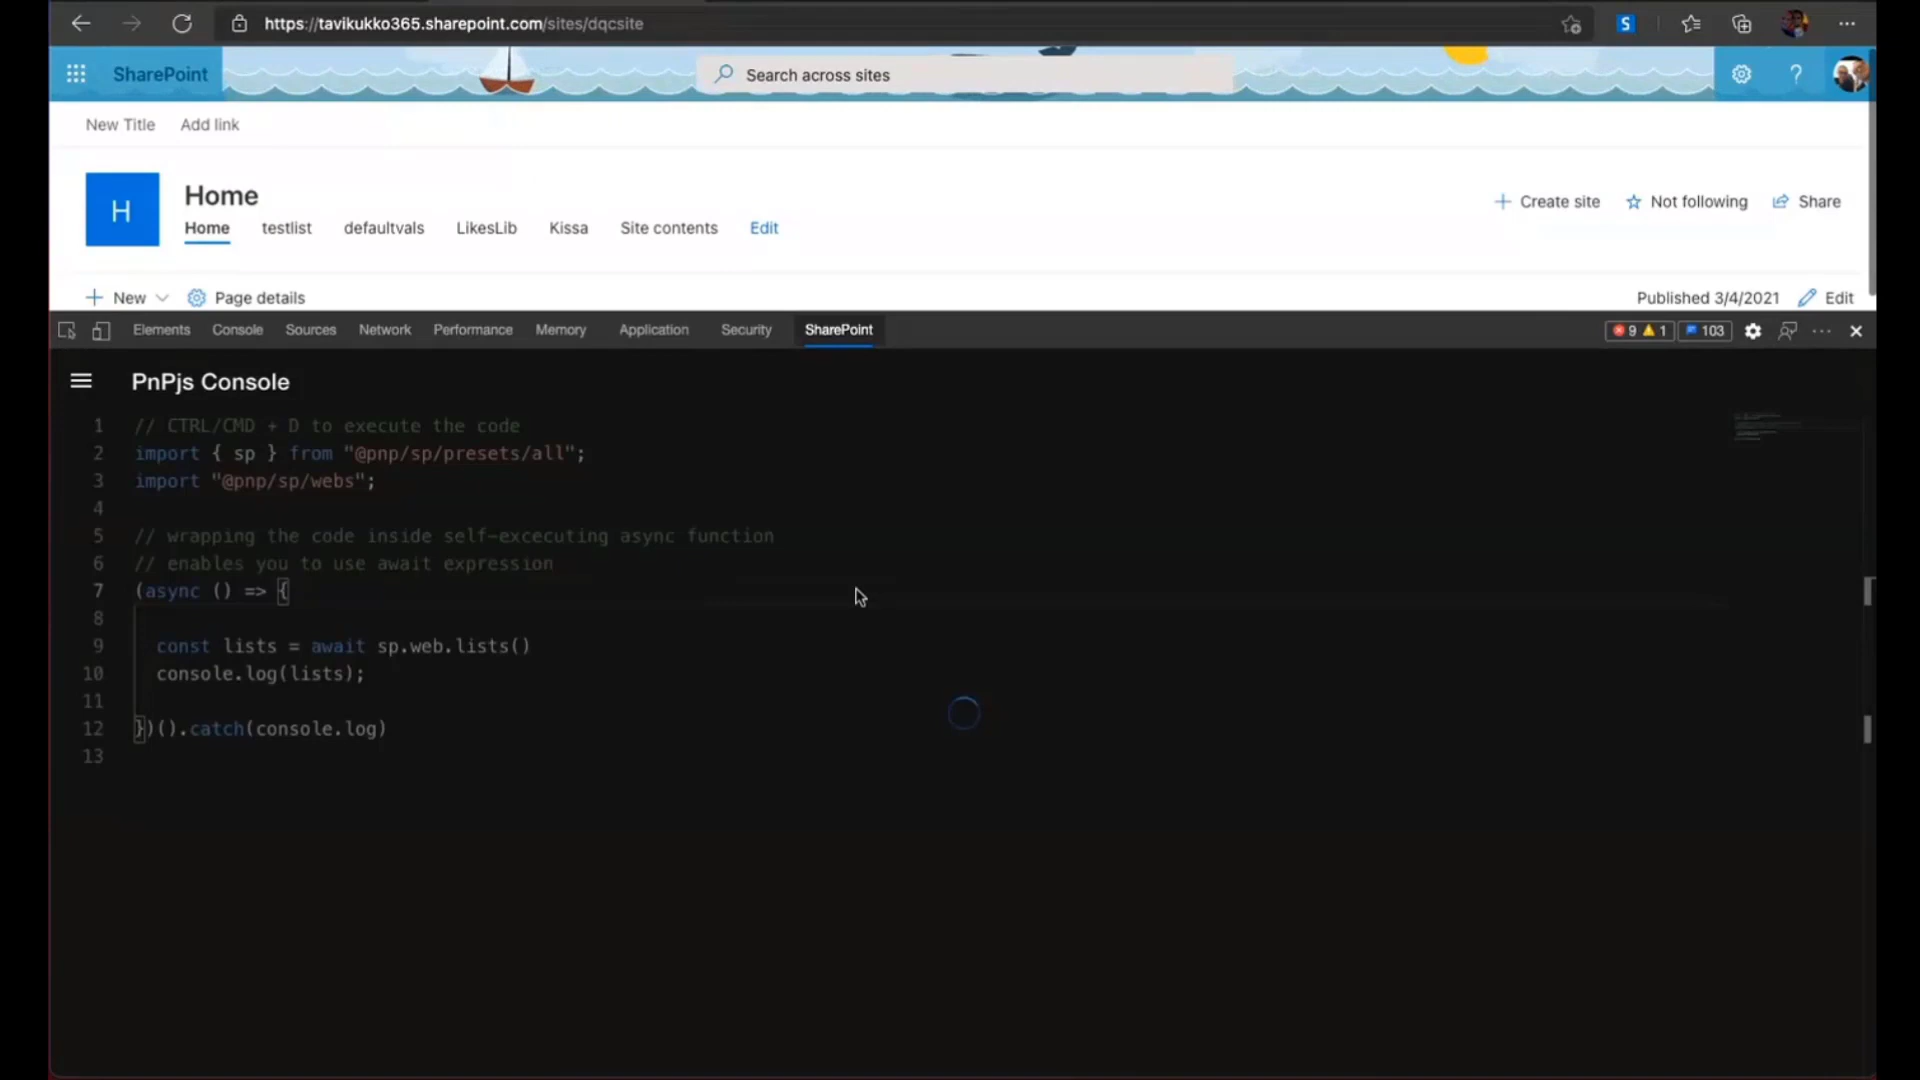 https://tavikukko365.sharepoint.com/sites/dqcsite
S
SharePoint
Search across sites
?
New Title Add link
H
Home
Home testlist defaultvals LikesLib Kissa Site contents Edit
Create site Not following Share
New Page details
Published 3/4/2021 Edit
Elements Console Sources Network Performance Memory Application Security SharePoint
9 1 103
PnPjs Console
1 // CTRL/CMD + D to execute the code
2 import { sp } from "@pnp/sp/presets/all";
3 import "@pnp/sp/webs";
4
5 // wrapping the code inside self-excecuting async function
6 // enables you to use await expression
7 (async () => {
8
9 const lists = await sp.web.lists()
10 console.log(lists);
11
12 })().catch(console.log)
13